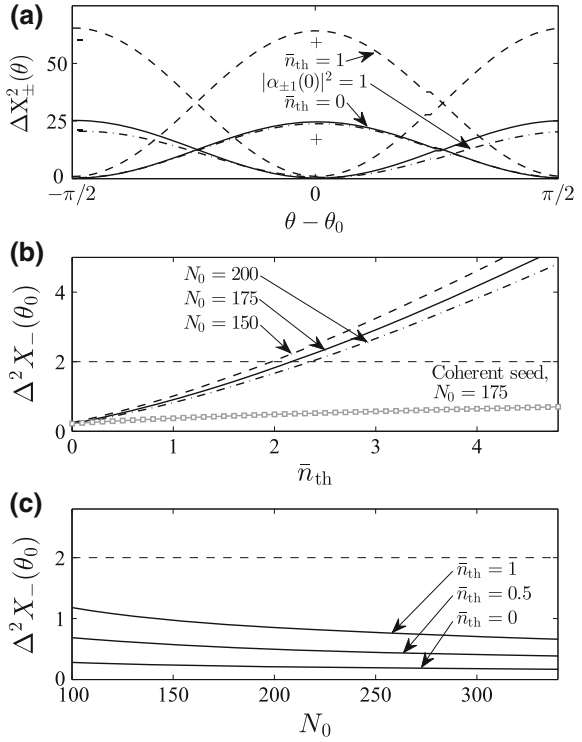 (a)
ΔX²±(θ)
50
25
0
+
n̄th = 1
|α±1(0)|² = 1
n̄th = 0
+
−
−
−π/2
0
π/2
θ − θ0
(b)
Δ² X−(θ0)
4
2
0
N0 = 200
N0 = 175
N0 = 150
Coherent seed,
N0 = 175
0
1
2
3
4
n̄th
(c)
Δ² X−(θ0)
2
1
0
n̄th = 1
n̄th = 0.5
n̄th = 0
100
150
200
250
300
N0